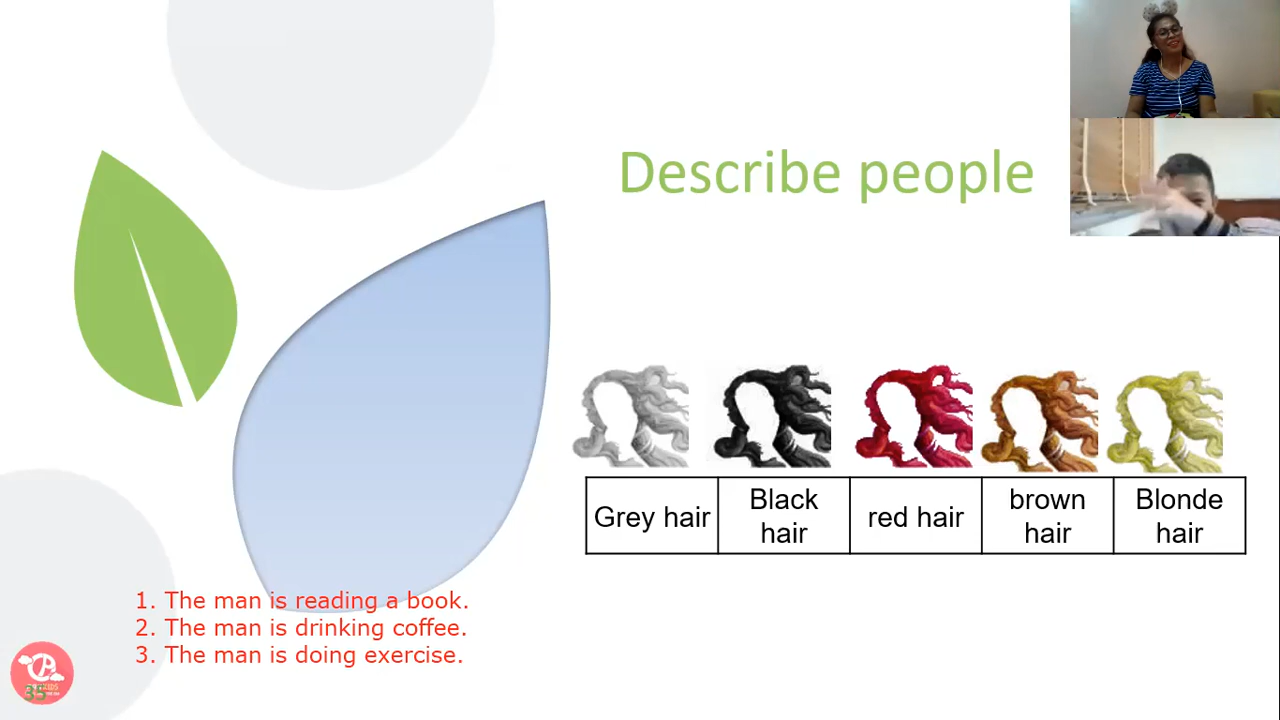 Describe people
Grey hair
Black
hair
red hair
brown
hair
Blonde
hair
1. The man is reading a book.
2. The man is drinking coffee.
3. The man is doing exercise.
35